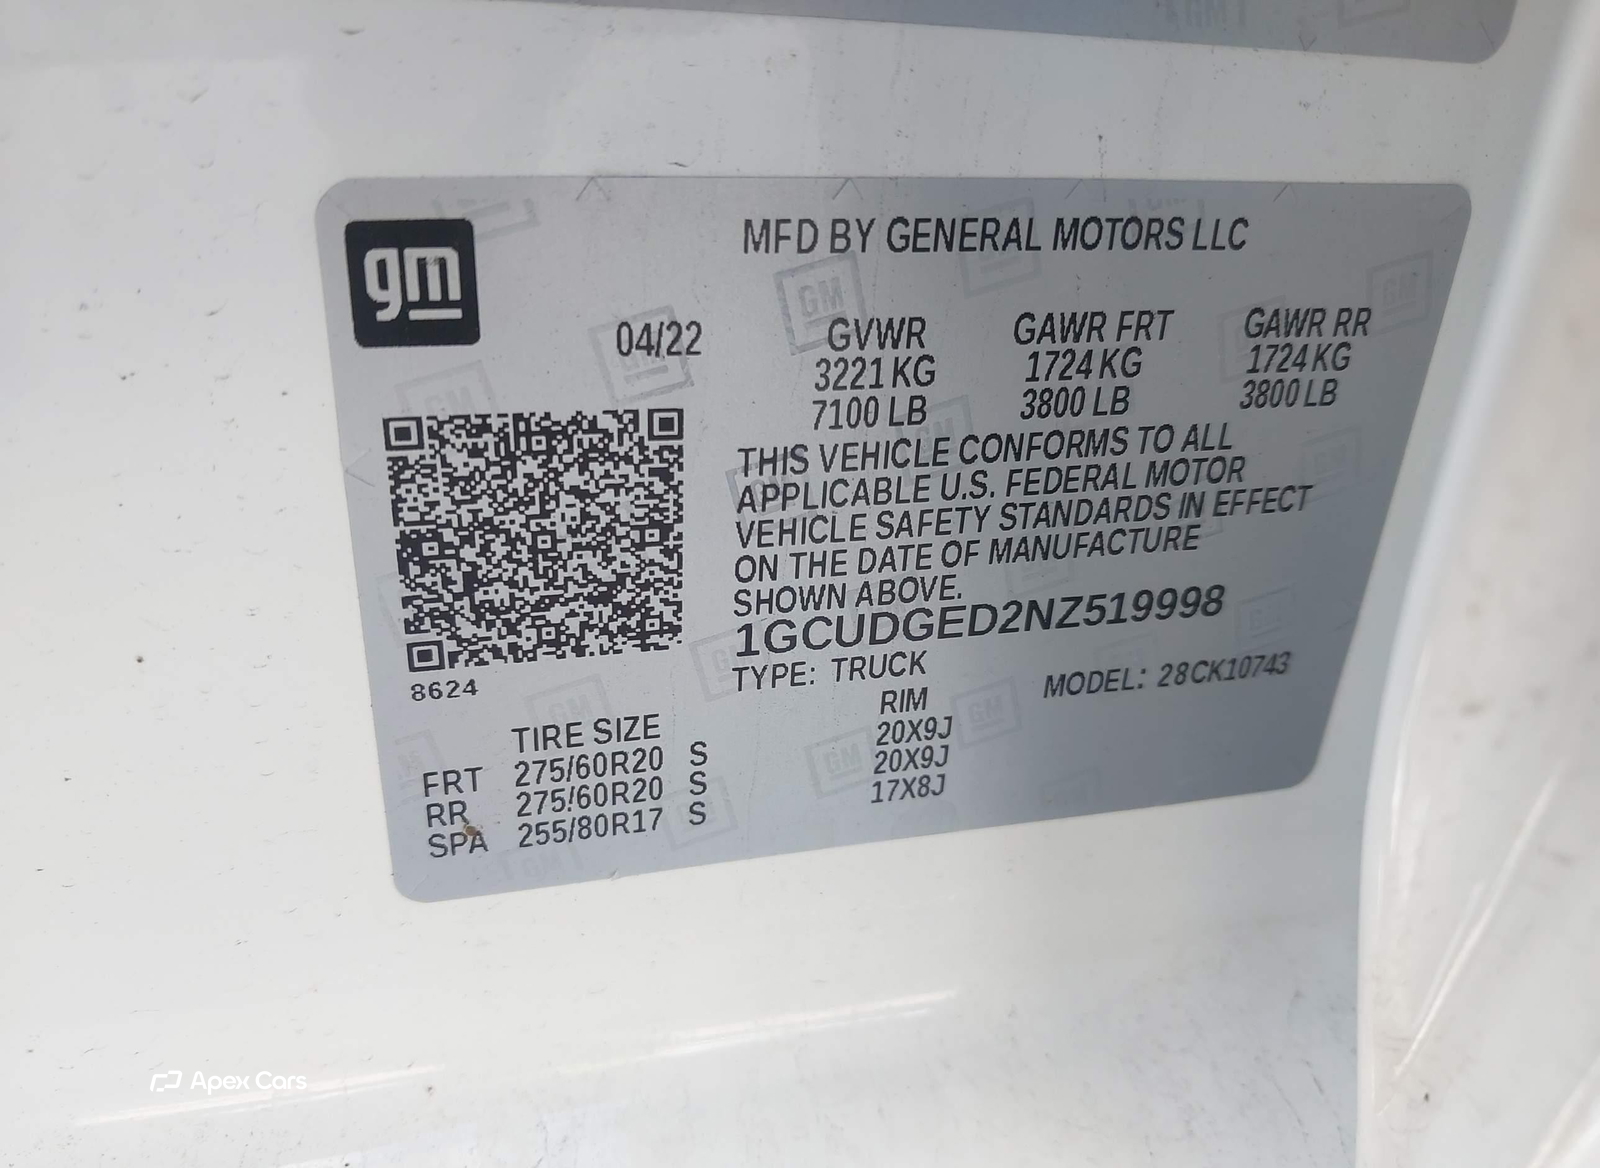 gm
MFD BY GENERAL MOTORS LLC
04/22
GVWR GAWR FRT GAWR RR
3221 KG 1724 KG 1724 KG
7100 LB 3800 LB 3800 LB
THIS VEHICLE CONFORMS TO ALL
APPLICABLE U.S. FEDERAL MOTOR
VEHICLE SAFETY STANDARDS IN EFFECT
ON THE DATE OF MANUFACTURE
SHOWN ABOVE.
1GCUDGED2NZ519998
8624
TYPE: TRUCK MODEL: 28CK10743
TIRE SIZE RIM
FRT 275/60R20 S 20X9J
RR 275/60R20 S 20X9J
SPA 255/80R17 S 17X8J
Apex Cars